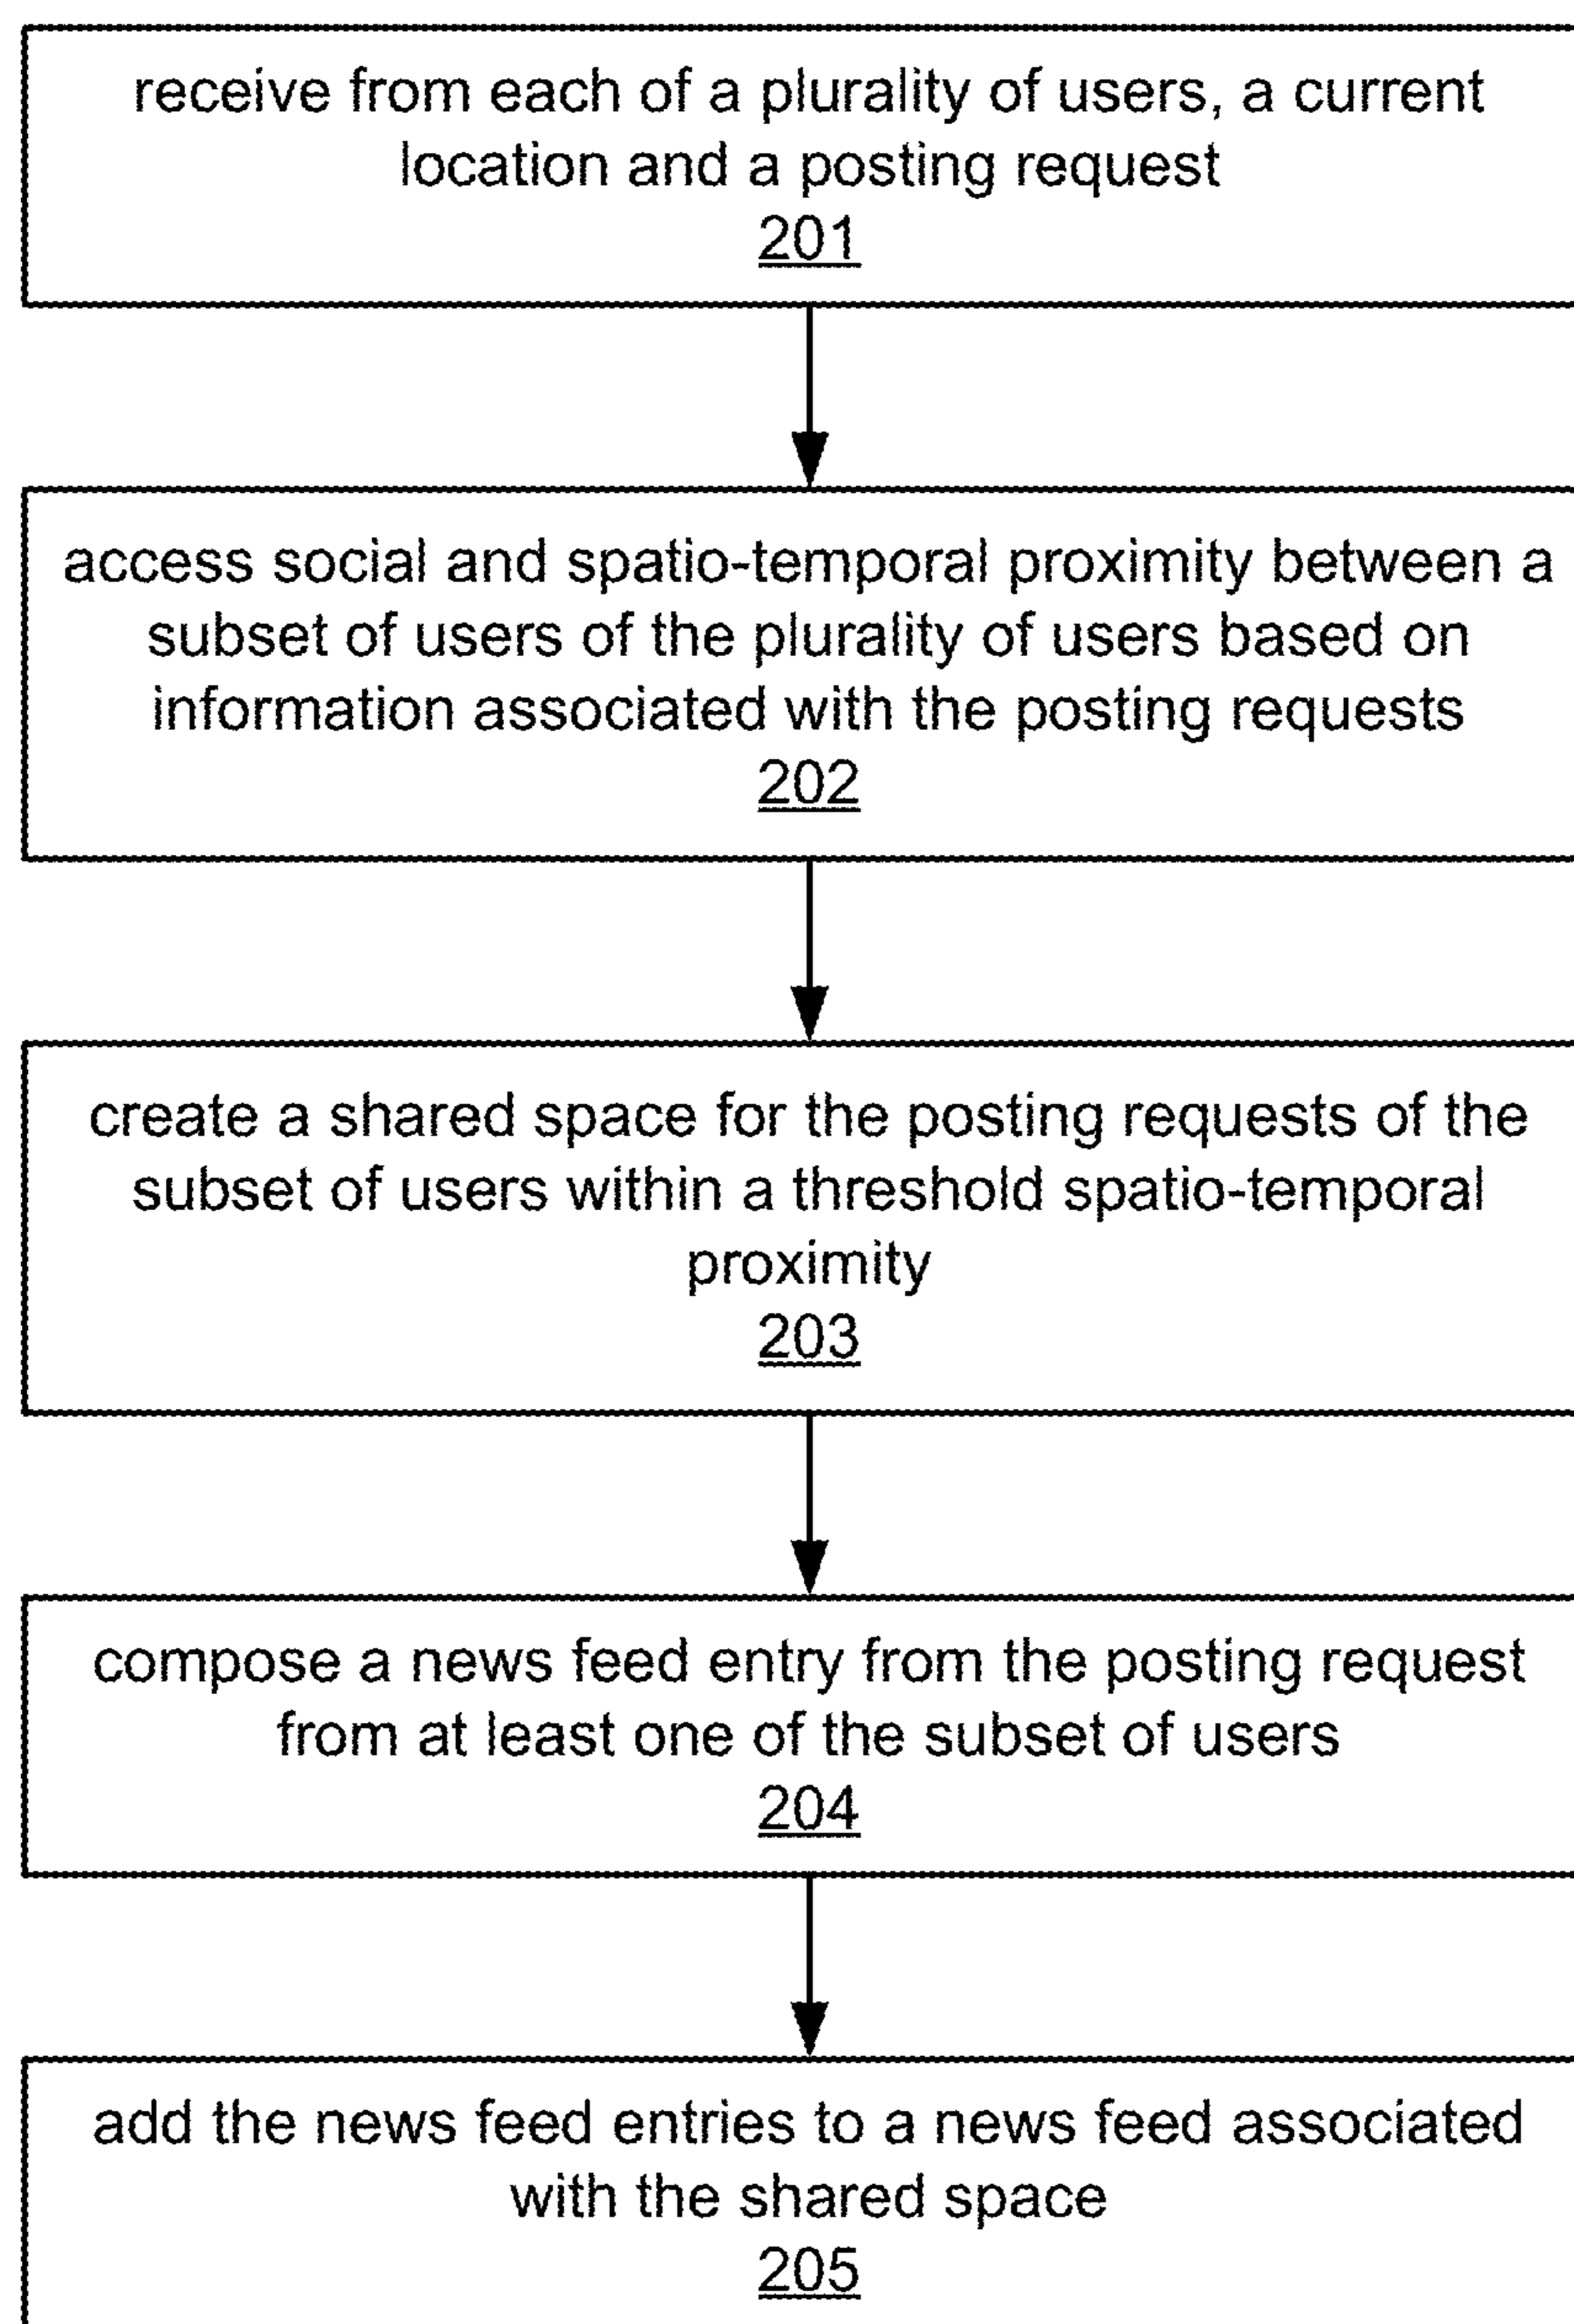 receive from each of a plurality of users, a current
location and a posting request
201
access social and spatio-temporal proximity between a
subset of users of the plurality of users based on
information associated with the posting requests
202
create a shared space for the posting requests of the
subset of users within a threshold spatio-temporal
proximity
203
compose a news feed entry from the posting request
from at least one of the subset of users
204
add the news feed entries to a news feed associated
with the shared space
205